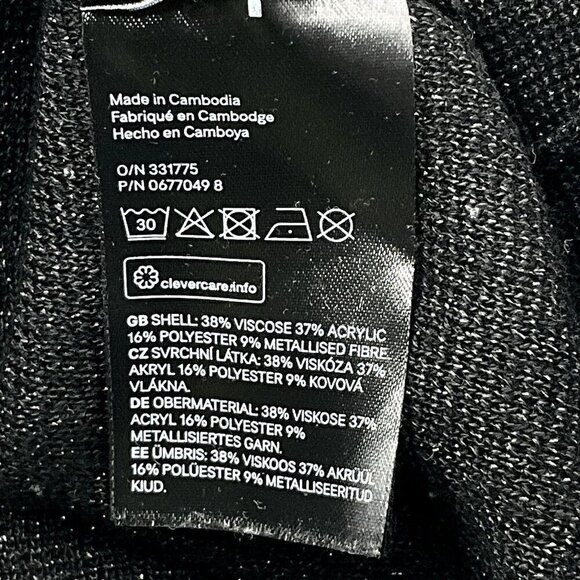 Made in Cambodia
Fabriqué en Cambodge
Hecho en Camboya
O/N 331775
P/N 0677049 8
30
clevercare.info
GB SHELL: 38% VISCOSE 37% ACRYLIC
16% POLYESTER 9% METALLISED FIBRE
CZ SVRCHNÍ LÁTKA: 38% VISKÓZA 37%
AKRYL 16% POLYESTER 9% KOVOVÁ
VLÁKNA.
DE OBERMATERIAL: 38% VISKOSE 37%
ACRYL 16% POLYESTER 9%
METALLISIERTES GARN.
EE ÜMBRIS: 38% VISKOOS 37% AKRÜÜL
16% POLÜESTER 9% METALLISEERITUD
KIUD.